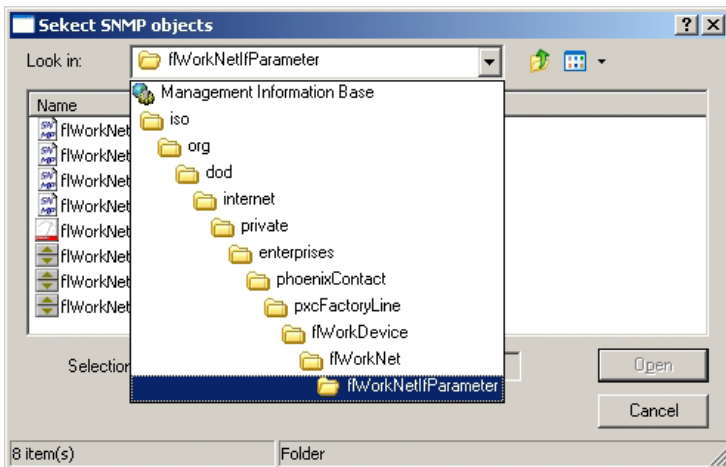 Sekect SNMP objects
Look in:
flWorkNetIfParameter
Management Information Base
iso
org
dod
internet
private
enterprises
phoenixContact
pxcFactoryLine
flWorkDevice
flWorkNet
flWorkNetIfParameter
Name
flWorkNet
flWorkNet
flWorkNet
flWorkNet
flWorkNet
flWorkNet
flWorkNet
flWorkNet
Selection
Open
Cancel
8 item(s)
Folder